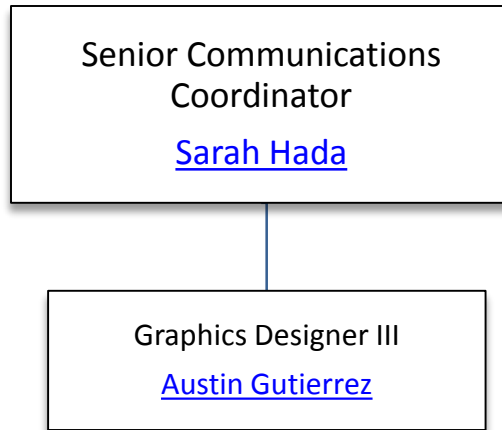 Senior Communications
Coordinator
Sarah Hada
Graphics Designer III
Austin Gutierrez